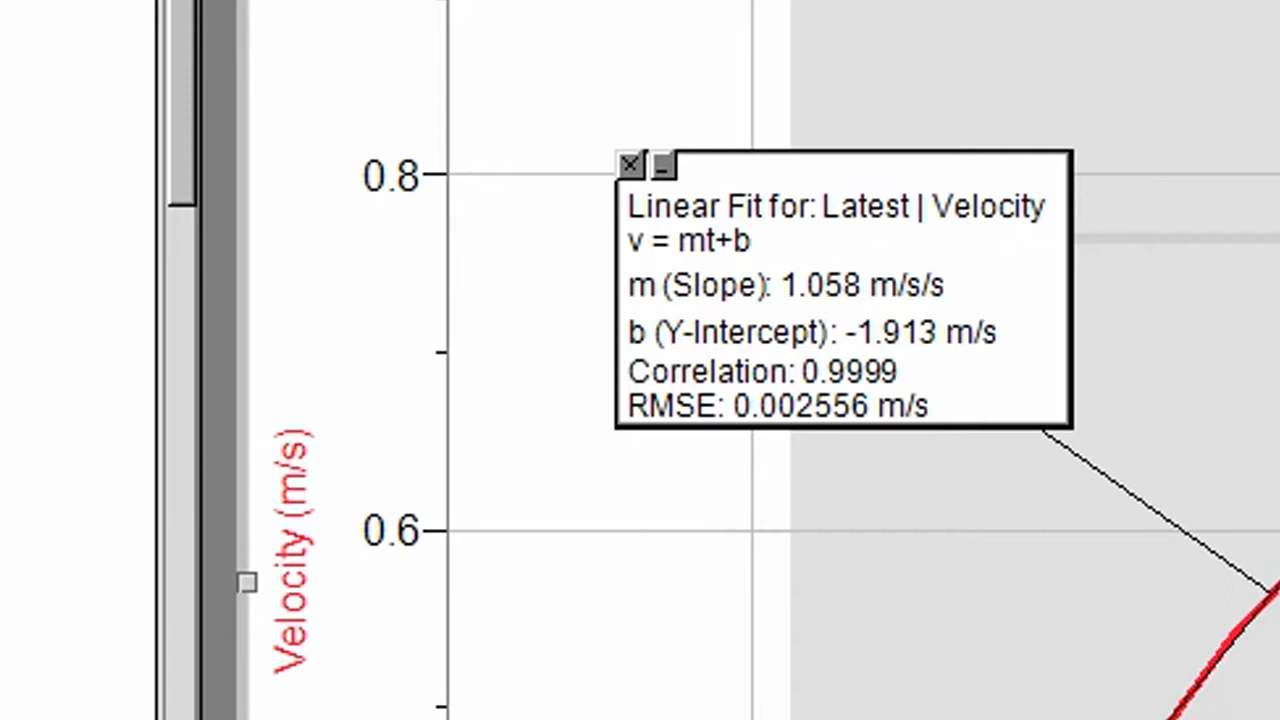 0.8
Linear Fit for: Latest | Velocity
v = mt+b
m (Slope): 1.058 m/s/s
b (Y-Intercept): -1.913 m/s
Correlation: 0.9999
RMSE: 0.002556 m/s
0.6
Velocity (m/s)